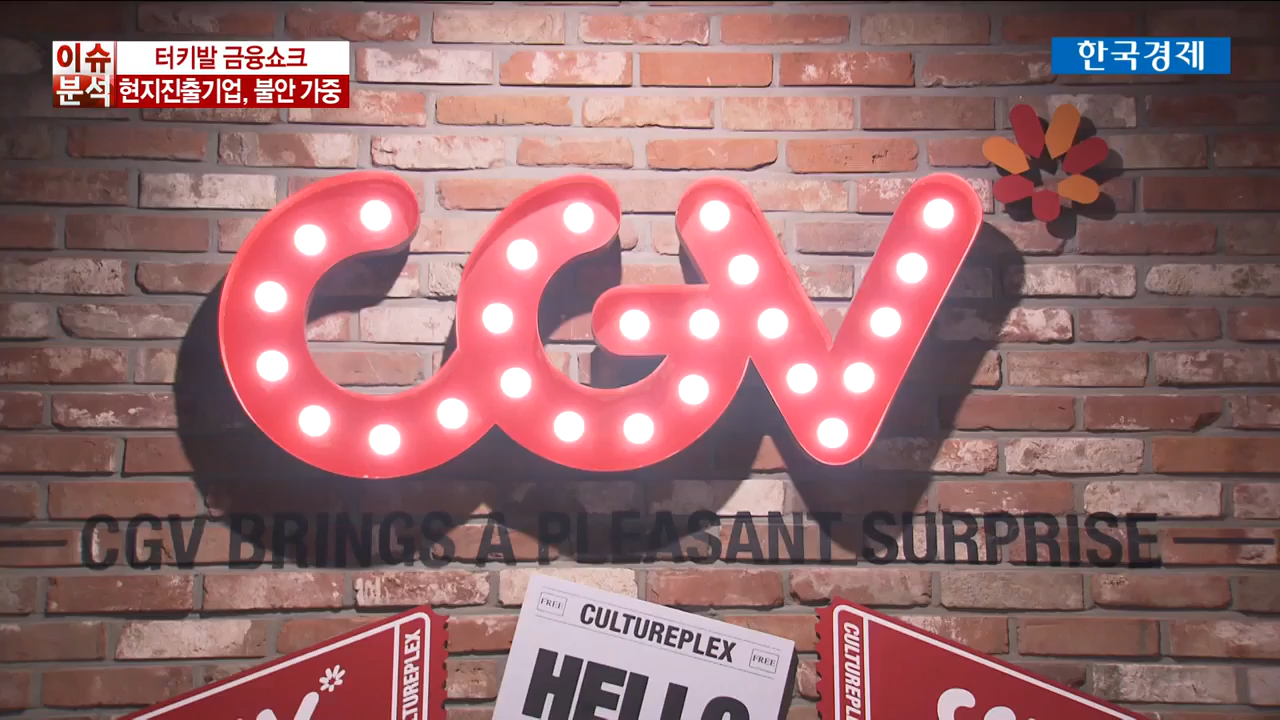 이슈
분석
터키발 금융쇼크
현지진출기업, 불안 가중
한국경제
CGV
CGV BRINGS A PLEASANT SURPRISE
FREE
CULTUREPLEX
FREE
HELLO
CULTUREPLEX